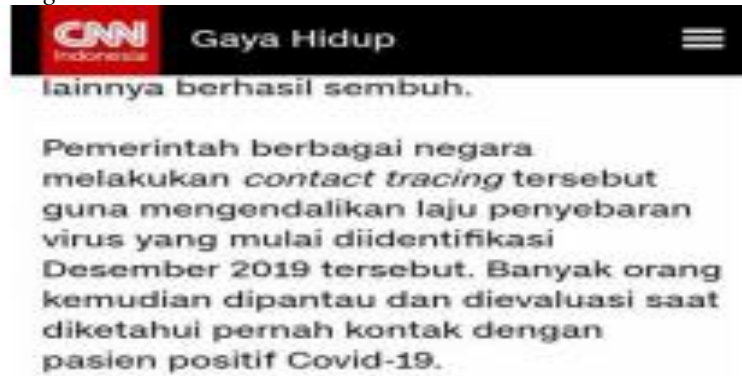 CNN
Indonesia
Gaya Hidup
lainnya berhasil sembuh.
Pemerintah berbagai negara
melakukan contact tracing tersebut
guna mengendalikan laju penyebaran
virus yang mulai diidentifikasi
Desember 2019 tersebut. Banyak orang
kemudian dipantau dan dievaluasi saat
diketahui pernah kontak dengan
pasien positif Covid-19.